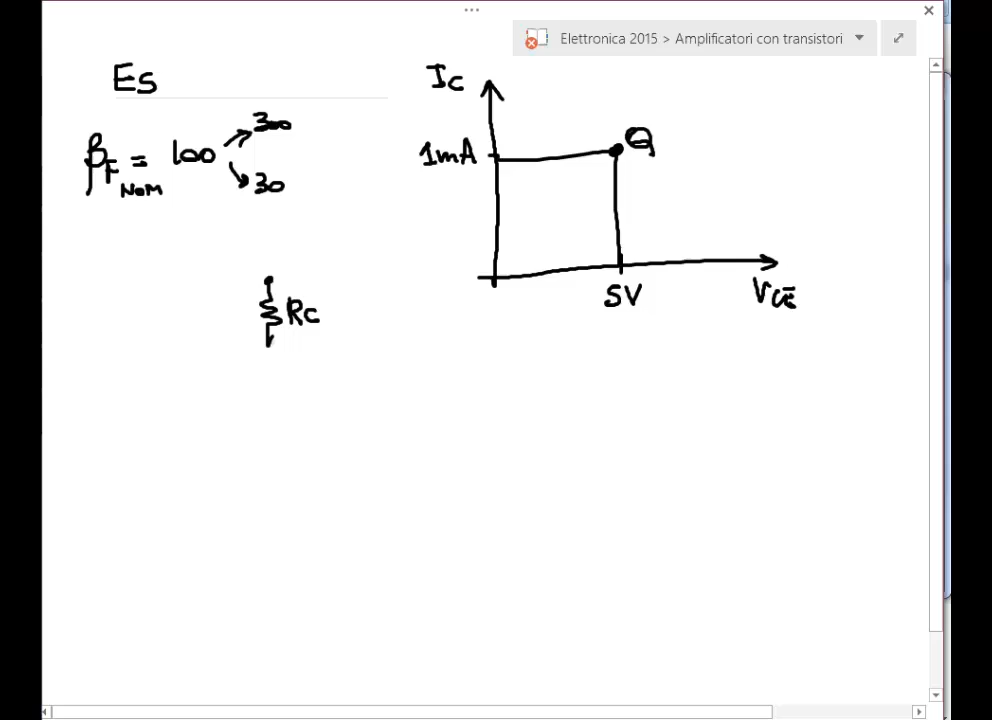 Elettronica 2015 > Amplificatori con transistori
Es
βF NOM = 100
300
30
Rc
Ic
1mA
Q
5V
VCE